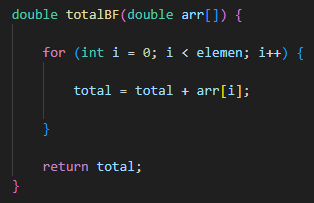 double totalBF(double arr[]) {
for (int i = 0; i < elemen; i++) {
total = total + arr[i];
}
return total;
}